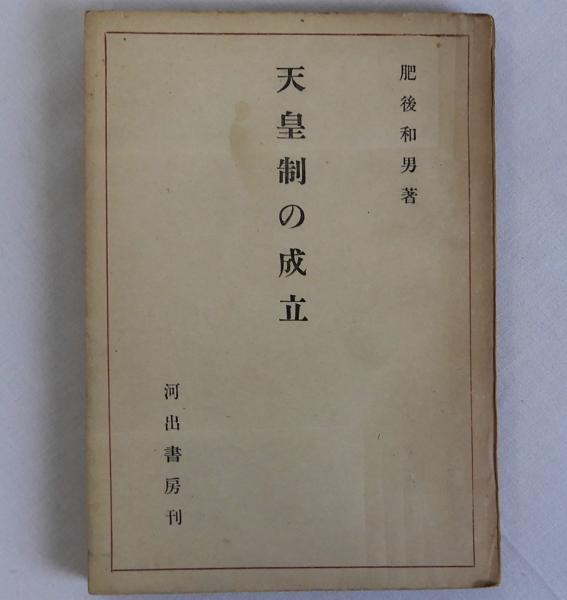 肥後和男著
天皇制の成立
河出書房刊